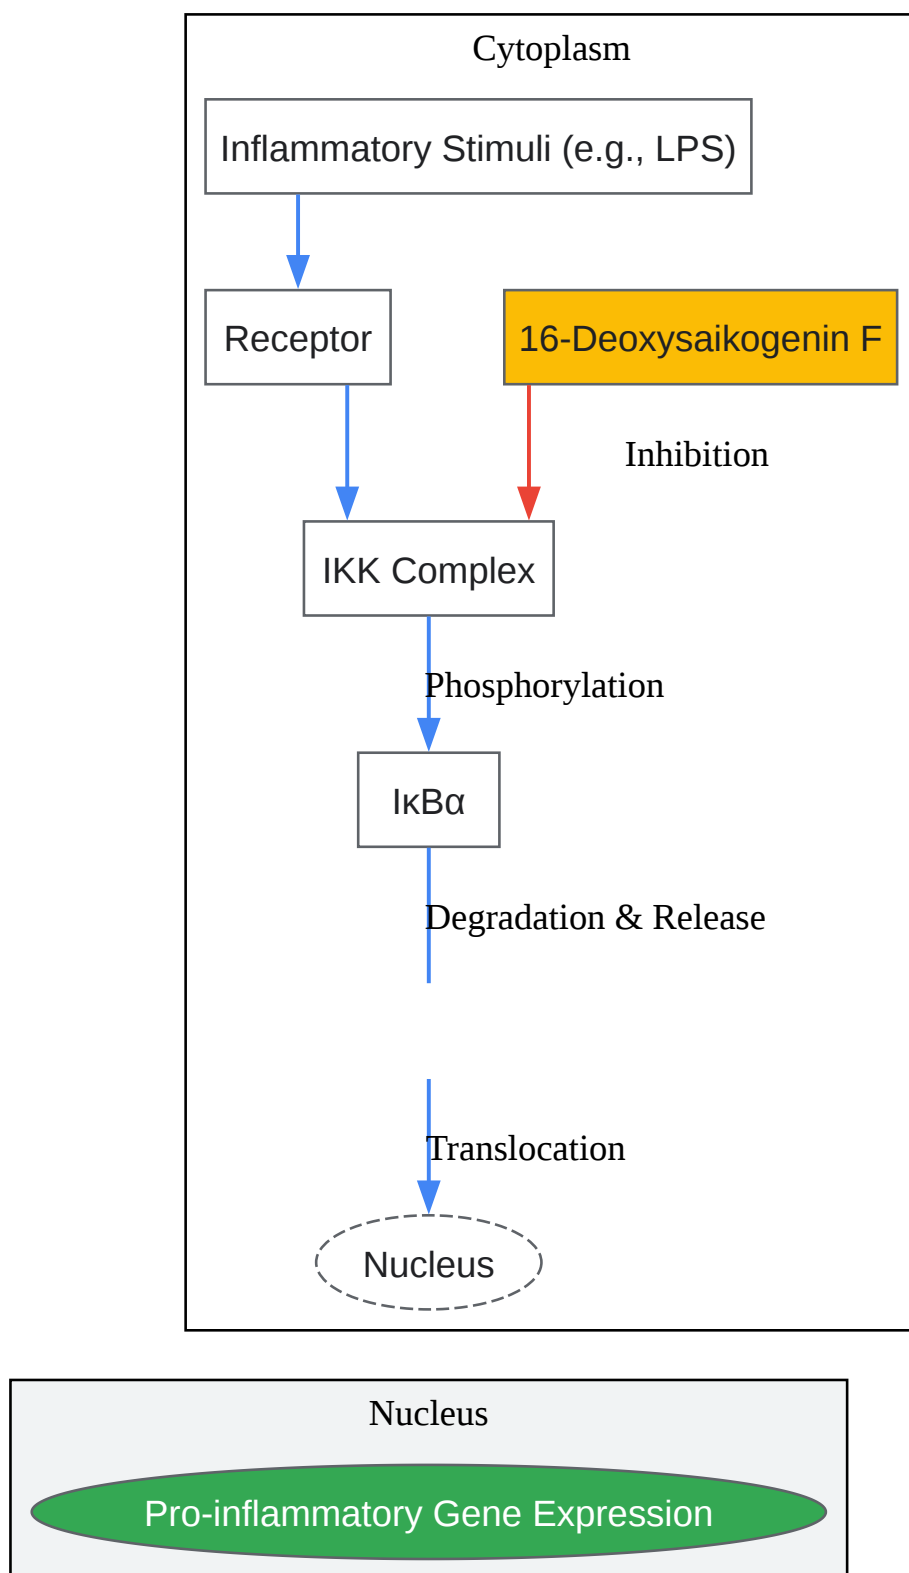 Cytoplasm
Inflammatory Stimuli (e.g., LPS)
Receptor
16-Deoxysaikogenin F
Inhibition
IKK Complex
Phosphorylation
IκBα
Degradation & Release
Translocation
Nucleus
Nucleus
Pro-inflammatory Gene Expression